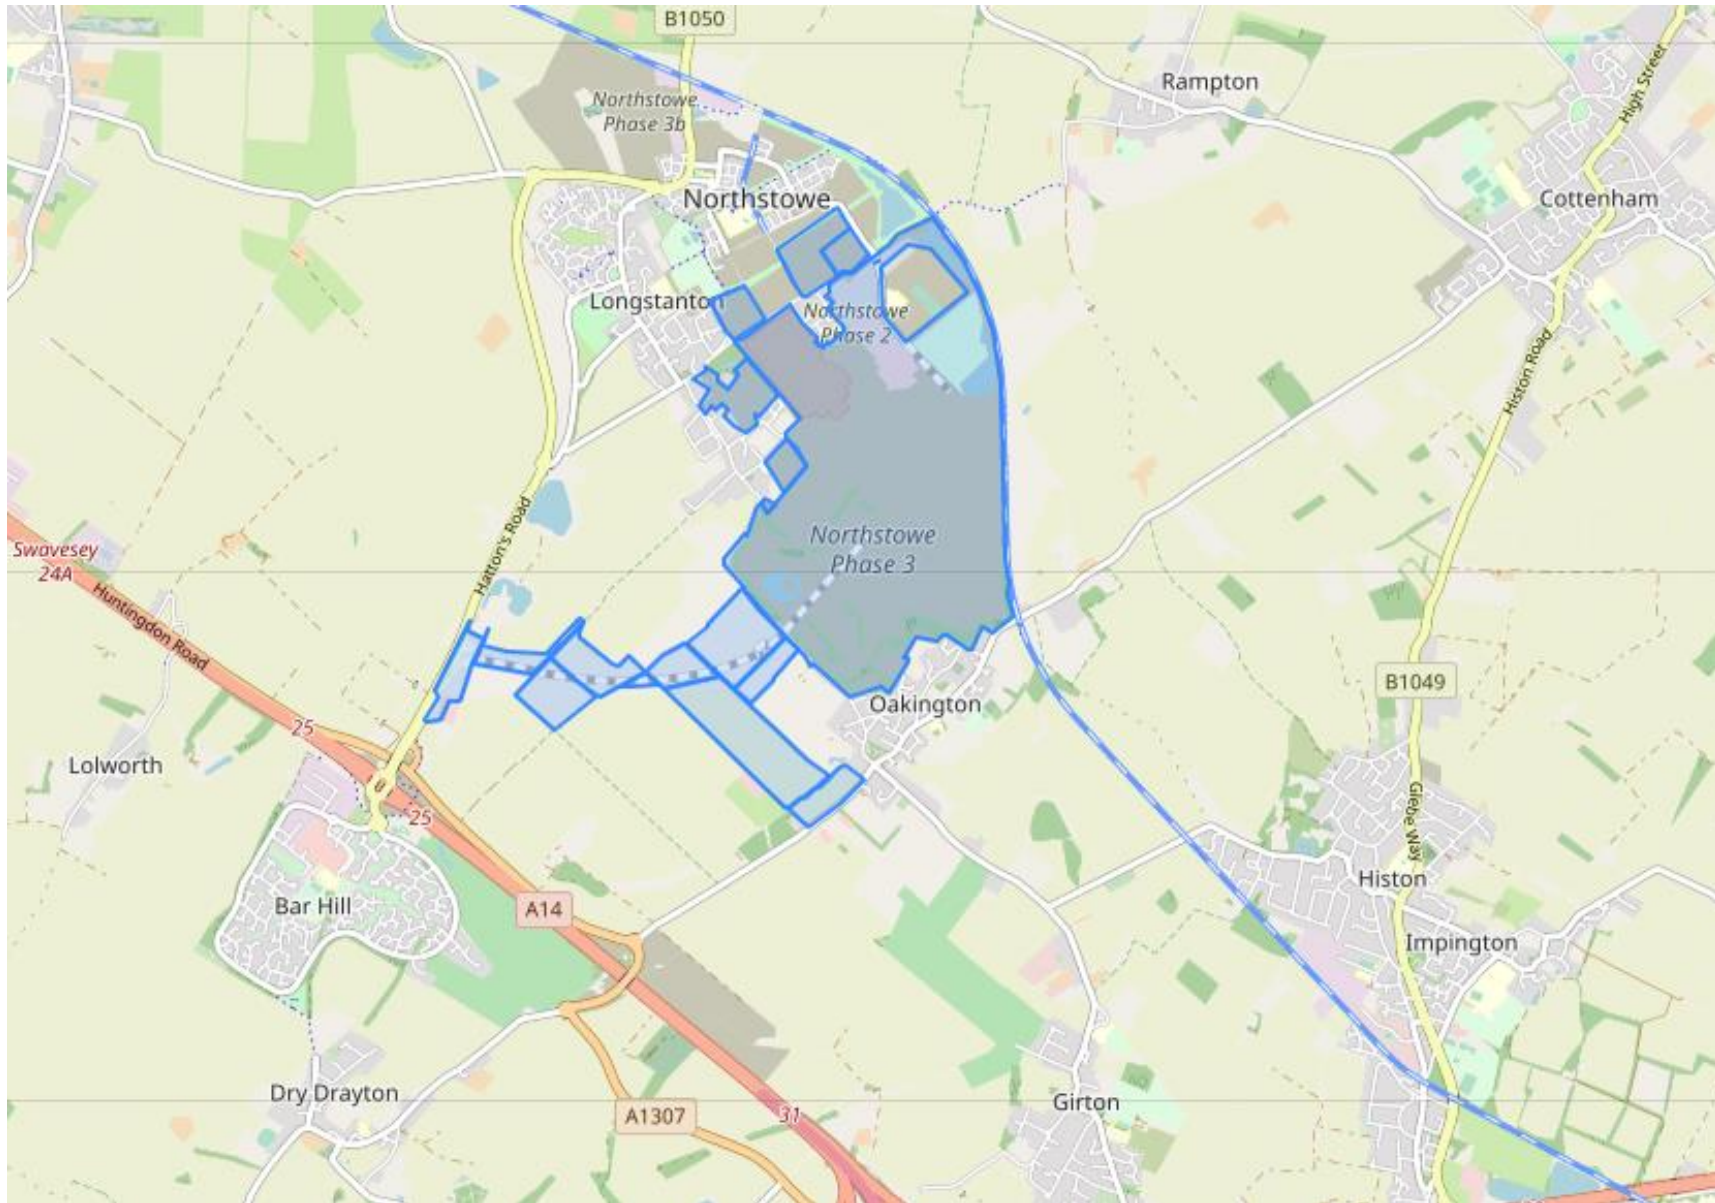 B1050
Rampton
High Street
Northstowe
Phase 3b
Northstowe
Cottenham
Longstanton
Northstowe
Phase 2
Histon Road
Hatton's Road
Northstowe
Phase 3
Swavesey
24A
Huntingdon Road
B1049
Oakington
25
Lolworth
25
Glebe Way
Histon
Bar Hill
A14
Impington
Dry Drayton
A1307
31
Girton